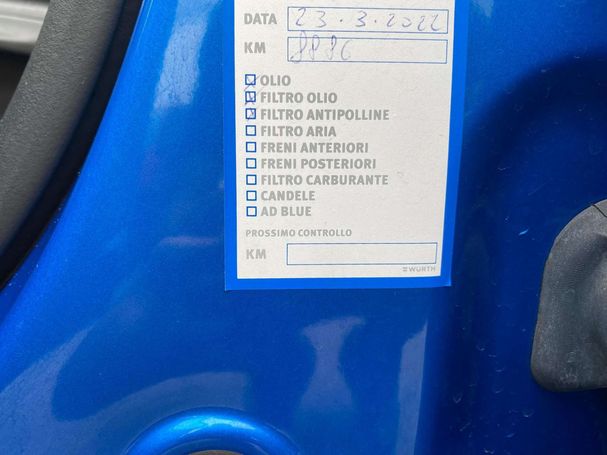 DATA 23.3.2022
KM 8886
OLIO
FILTRO OLIO
FILTRO ANTIPOLLINE
FILTRO ARIA
FRENI ANTERIORI
FRENI POSTERIORI
FILTRO CARBURANTE
CANDELE
AD BLUE
PROSSIMO CONTROLLO
KM
WÜRTH